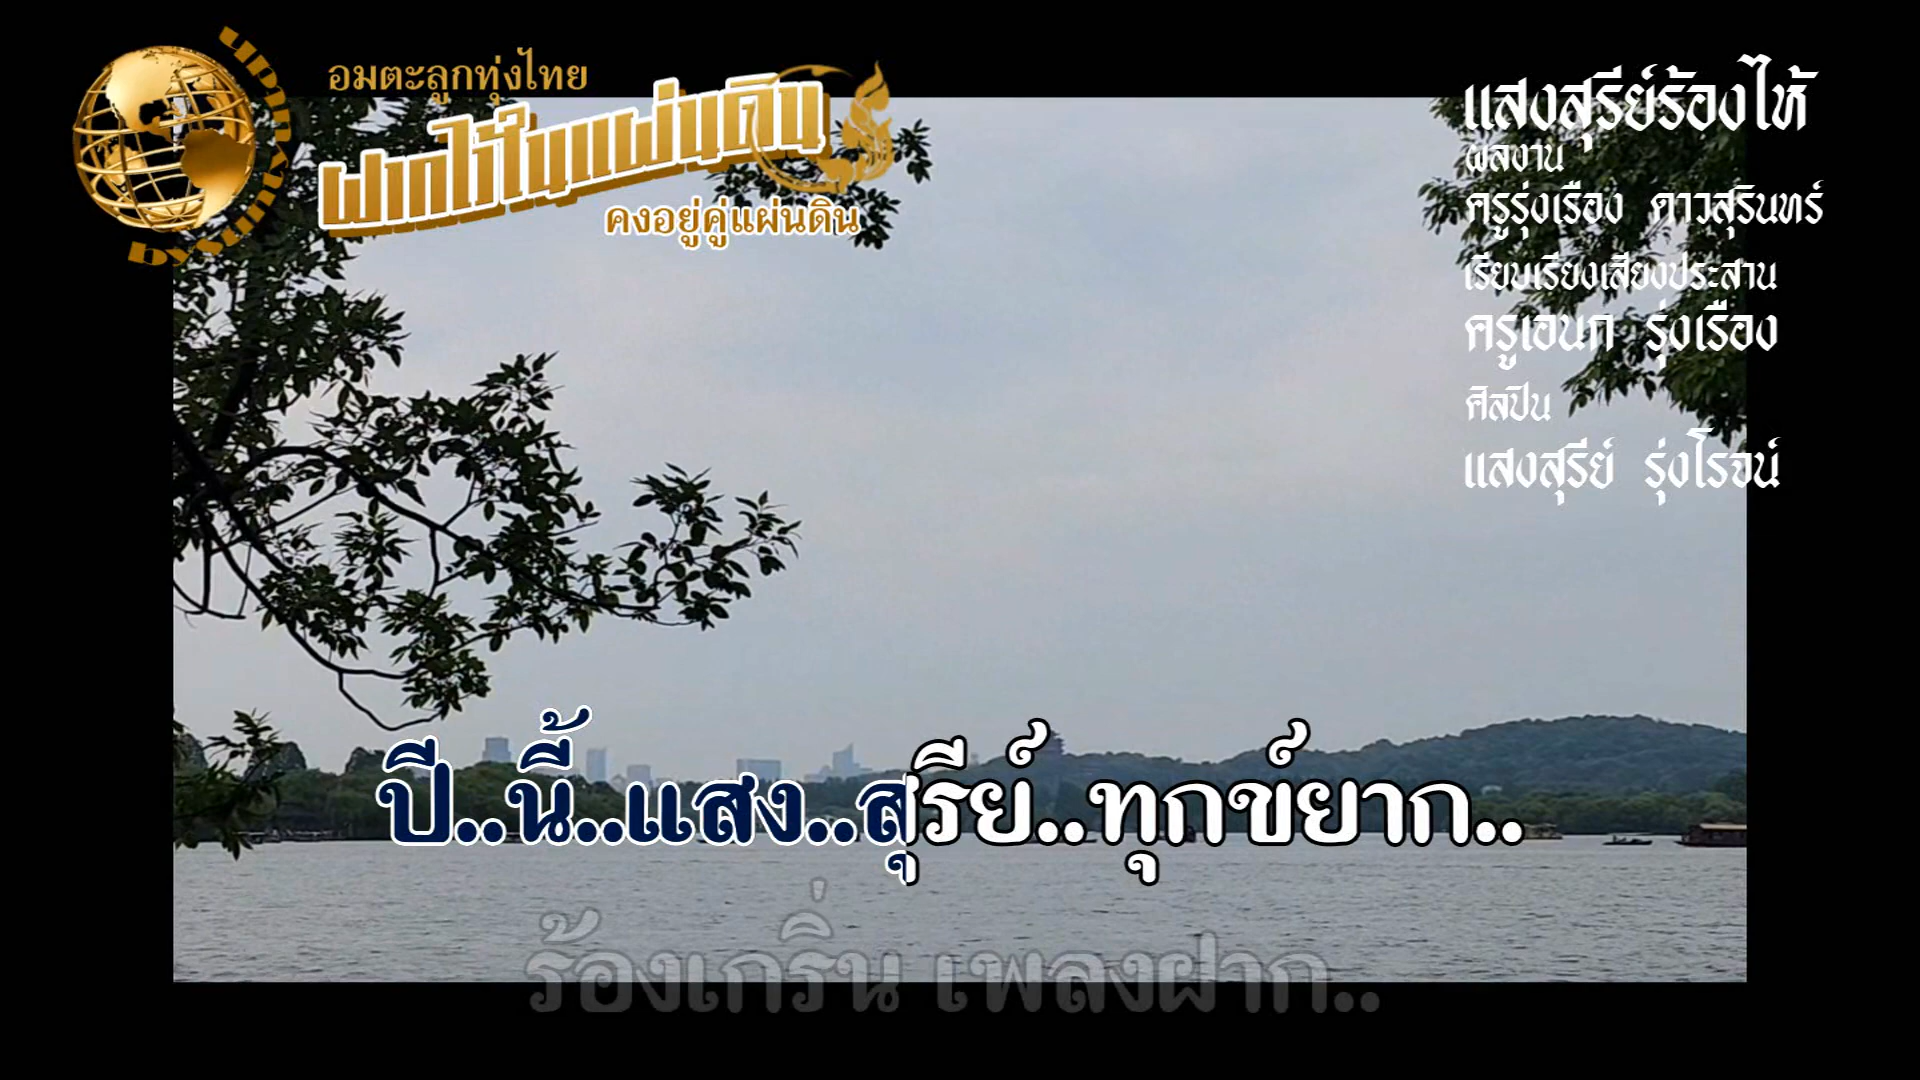 อมตะลูกทุ่งไทย
ฝากไว้ในแผ่นดิน
คงอยู่คู่แผ่นดิน
แสงสุรีย์ร้องไห้
ผลงาน
ครูรุ่งเรือง ดาวสุรินทร์
เรียบเรียงเสียงประสาน
ครูเอนก รุ่งเรือง
ศิลปิน
แสงสุรีย์ รุ่งโรจน์
ปี..นี้..แสง..สุรีย์..ทุกข์ยาก..
ร้องเกริ่น เพลงฝาก..